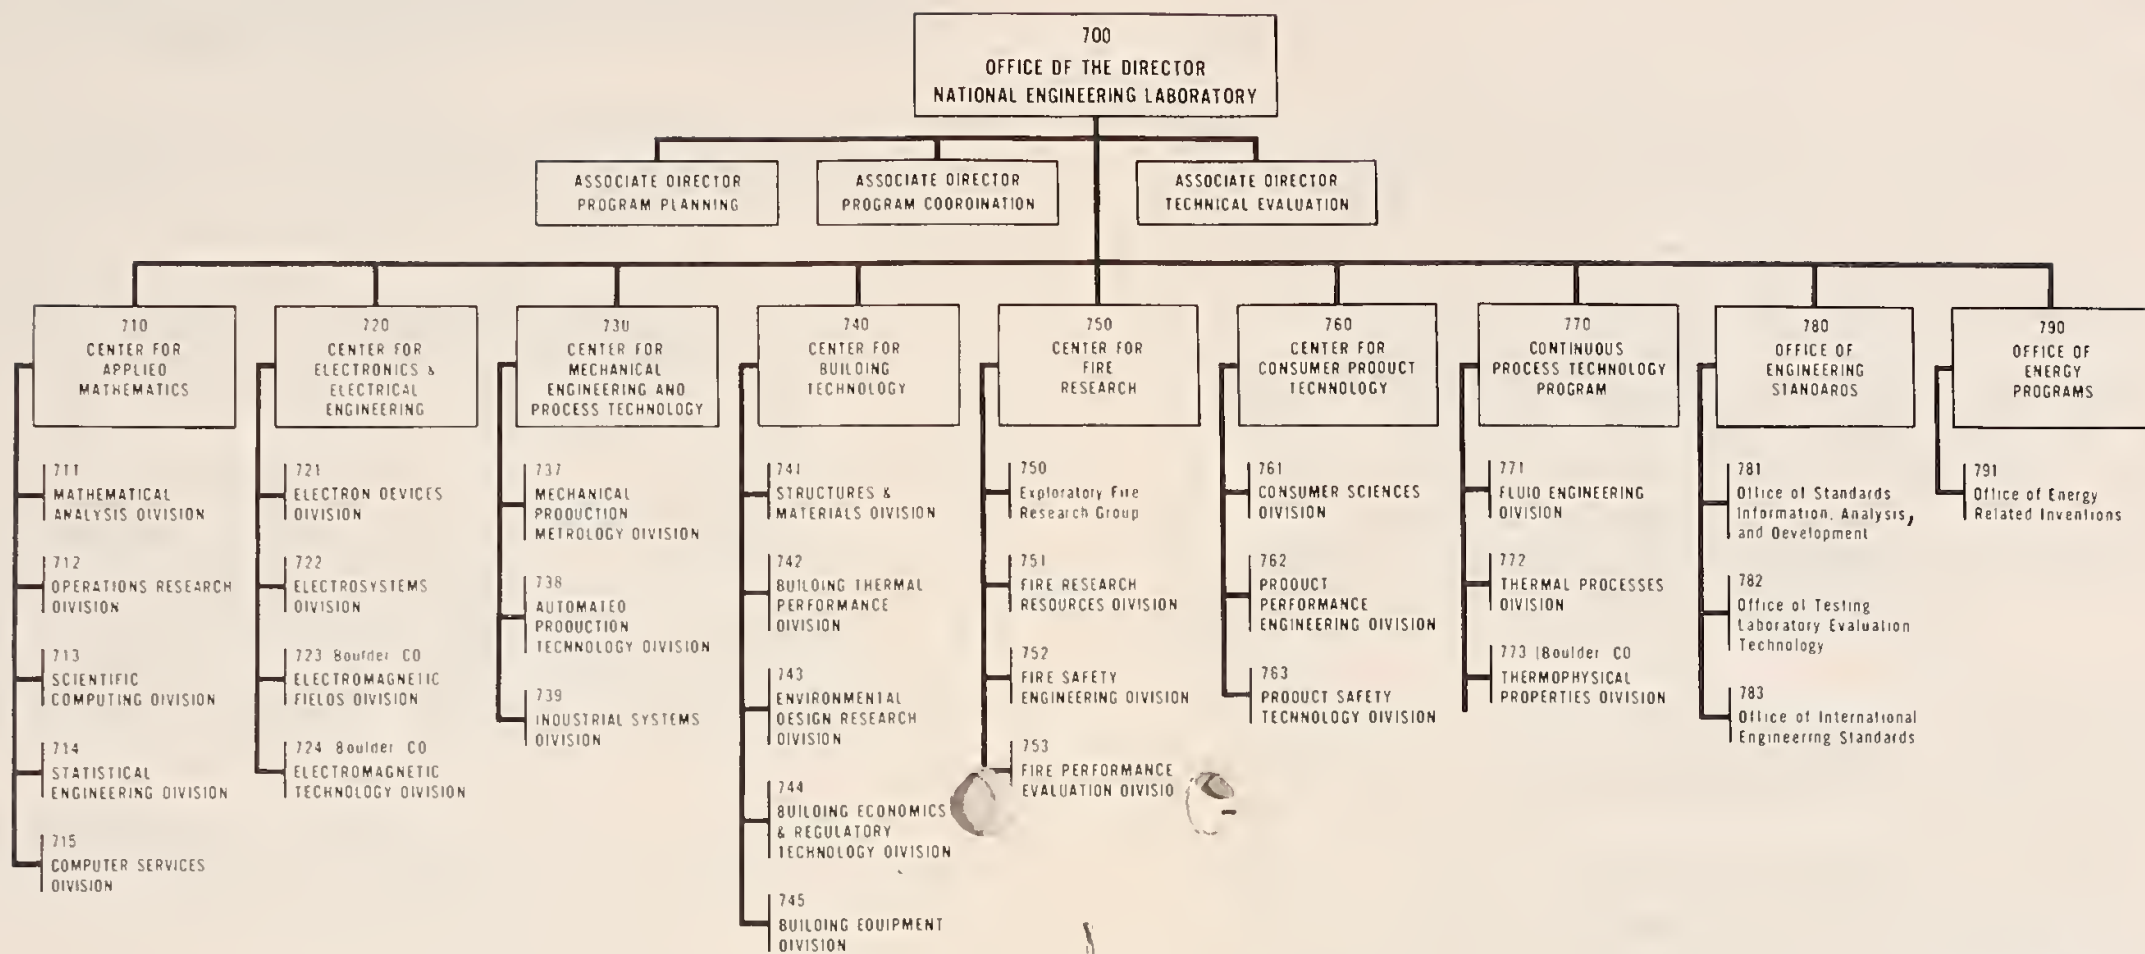 700
OFFICE OF THE DIRECTOR
NATIONAL ENGINEERING LABORATORY
ASSOCIATE DIRECTOR
PROGRAM PLANNING
ASSOCIATE DIRECTOR
PROGRAM COORDINATION
ASSOCIATE DIRECTOR
TECHNICAL EVALUATION
710
CENTER FOR
APPLIED
MATHEMATICS
711
MATHEMATICAL
ANALYSIS DIVISION
712
OPERATIONS RESEARCH
DIVISION
713
SCIENTIFIC
COMPUTING DIVISION
714
STATISTICAL
ENGINEERING DIVISION
715
COMPUTER SERVICES
DIVISION
720
CENTER FOR
ELECTRONICS &
ELECTRICAL
ENGINEERING
721
ELECTRON DEVICES
DIVISION
722
ELECTROSYSTEMS
DIVISION
723 Boulder CO
ELECTROMAGNETIC
FIELDS DIVISION
724 Boulder CO
ELECTROMAGNETIC
TECHNOLOGY DIVISION
730
CENTER FOR
MECHANICAL
ENGINEERING AND
PROCESS TECHNOLOGY
737
MECHANICAL
PRODUCTION
METROLOGY DIVISION
738
AUTOMATED
PRODUCTION
TECHNOLOGY DIVISION
739
INDUSTRIAL SYSTEMS
DIVISION
740
CENTER FOR
BUILDING
TECHNOLOGY
741
STRUCTURES &
MATERIALS DIVISION
742
BUILDING THERMAL
PERFORMANCE
DIVISION
743
ENVIRONMENTAL
DESIGN RESEARCH
DIVISION
744
BUILDING ECONOMICS
& REGULATORY
TECHNOLOGY DIVISION
745
BUILDING EQUIPMENT
DIVISION
750
CENTER FOR
FIRE
RESEARCH
750
Exploratory Fire
Research Group
751
FIRE RESEARCH
RESOURCES DIVISION
752
FIRE SAFETY
ENGINEERING DIVISION
753
FIRE PERFORMANCE
EVALUATION DIVISIO
760
CENTER FOR
CONSUMER PRODUCT
TECHNOLOGY
761
CONSUMER SCIENCES
DIVISION
762
PRODUCT
PERFORMANCE
ENGINEERING DIVISION
763
PRODUCT SAFETY
TECHNOLOGY DIVISION
770
CONTINUOUS
PROCESS TECHNOLOGY
PROGRAM
771
FLUID ENGINEERING
DIVISION
772
THERMAL PROCESSES
DIVISION
773 (Boulder CO
THERMOPHYSICAL
PROPERTIES DIVISION
780
OFFICE OF
ENGINEERING
STANDARDS
781
Office of Standards
Information, Analysis,
and Development
782
Office of Testing
Laboratory Evaluation
Technology
783
Office of International
Engineering Standards
790
OFFICE OF
ENERGY
PROGRAMS
791
Office of Energy
Related Inventions